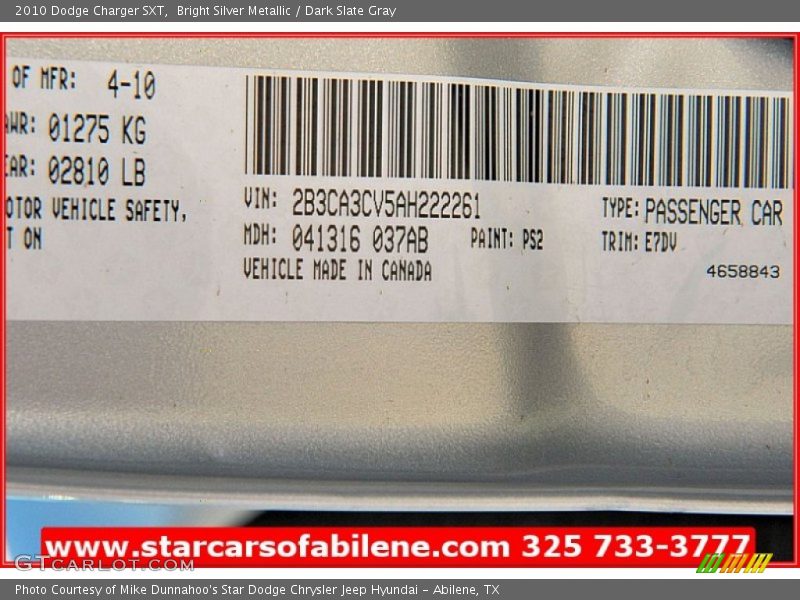 2010 Dodge Charger SXT,  Bright Silver Metallic / Dark Slate Gray
OF MFR: 4-10
AWR: 01275 KG
EAR: 02810 LB
OTOR VEHICLE SAFETY,
T ON
VIN: 2B3CA3CV5AH222261
TYPE: PASSENGER CAR
MDH: 041316 037AB
PAINT: PS2
TRIM: E7DV
VEHICLE MADE IN CANADA
4658843
www.starcarsofabilene.com 325 733-3777
GTCARLOT.COM
Photo Courtesy of Mike Dunnahoo's Star Dodge Chrysler Jeep Hyundai - Abilene, TX